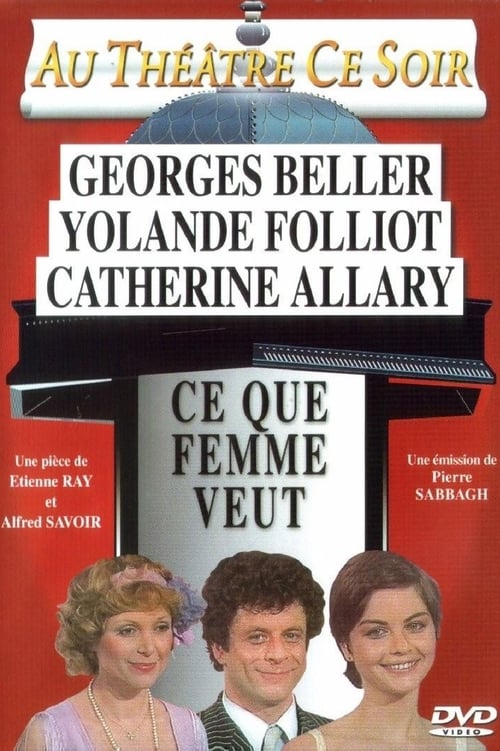 AU THÉÂTRE CE SOIR
GEORGES BELLER
YOLANDE FOLLIOT
CATHERINE ALLARY
CE QUE
FEMME
VEUT
Une pièce de
Etienne RAY
et
Alfred SAVOIR
Une émission de
Pierre
SABBAGH
DVD
VIDEO